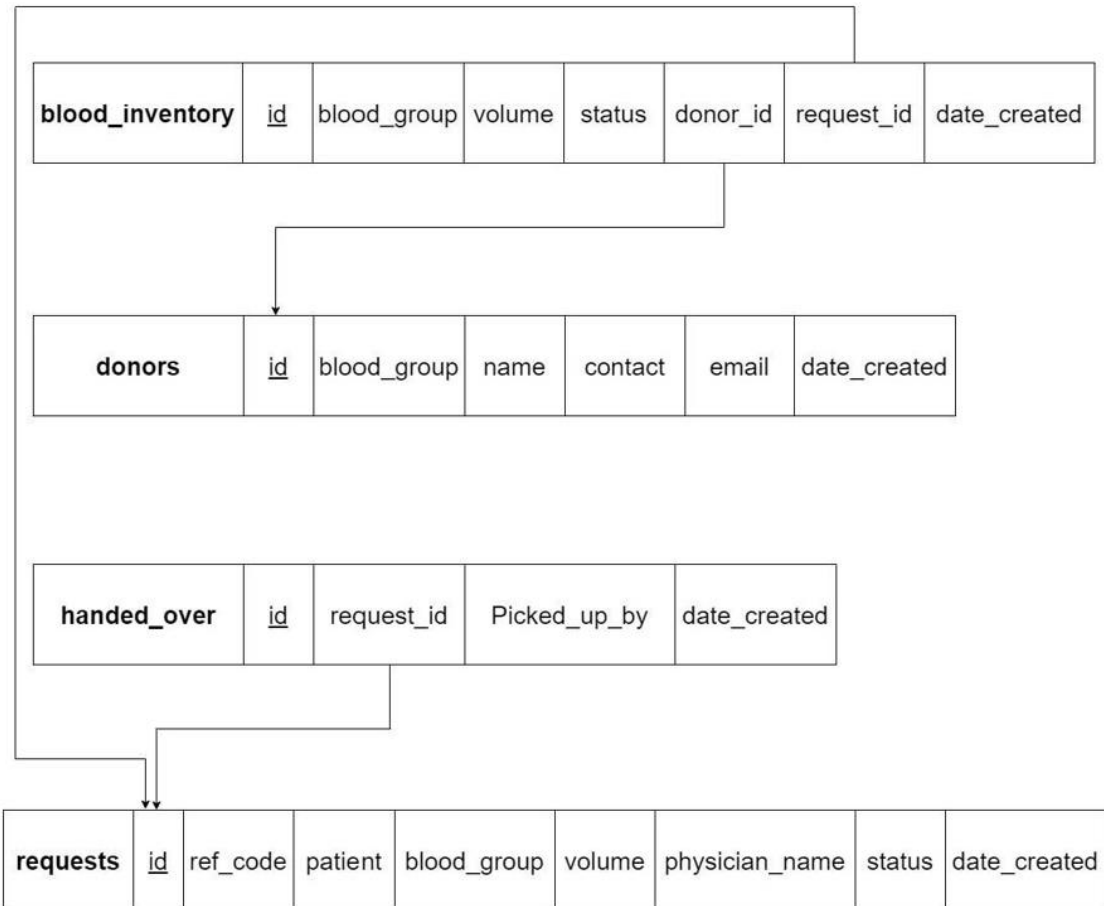 blood_inventory id blood_group volume status donor_id request_id date_created
donors id blood_group name contact email date_created
handed_over id request_id Picked_up_by date_created
requests id ref_code patient blood_group volume physician_name status date_created